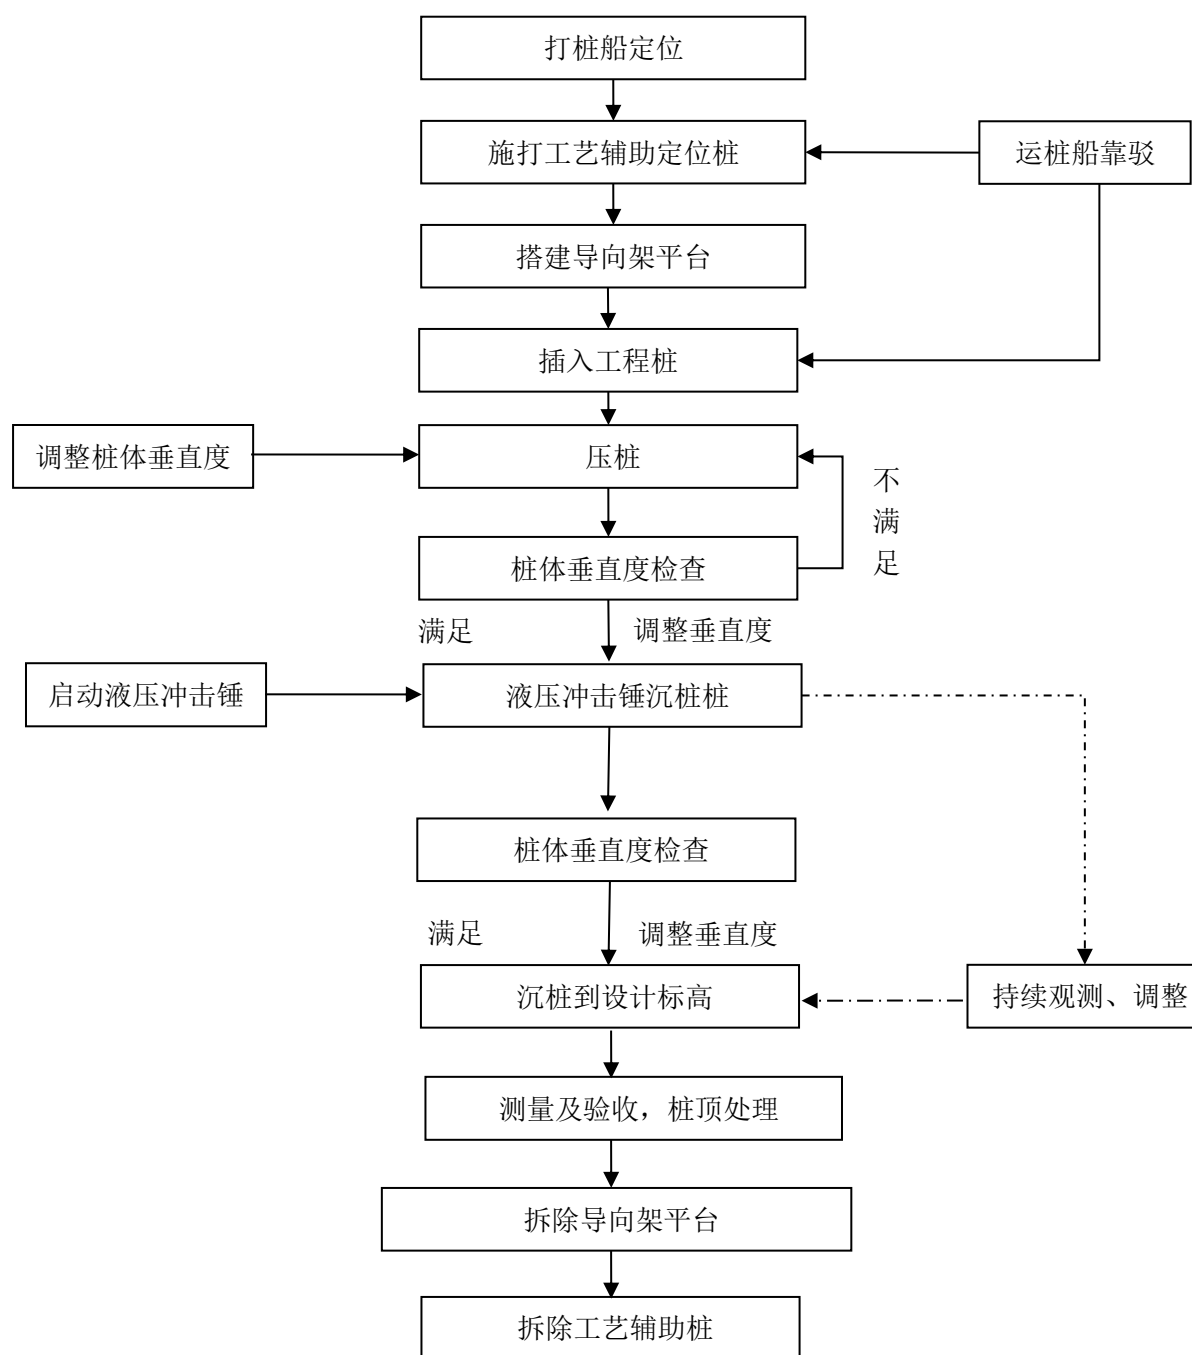 打桩船定位
施打工艺辅助定位桩
运桩船靠驳
搭建导向架平台
插入工程桩
调整桩体垂直度
压桩
不
满
足
桩体垂直度检查
满足
调整垂直度
启动液压冲击锤
液压冲击锤沉桩桩
桩体垂直度检查
满足
调整垂直度
沉桩到设计标高
持续观测、调整
测量及验收，桩顶处理
拆除导向架平台
拆除工艺辅助桩